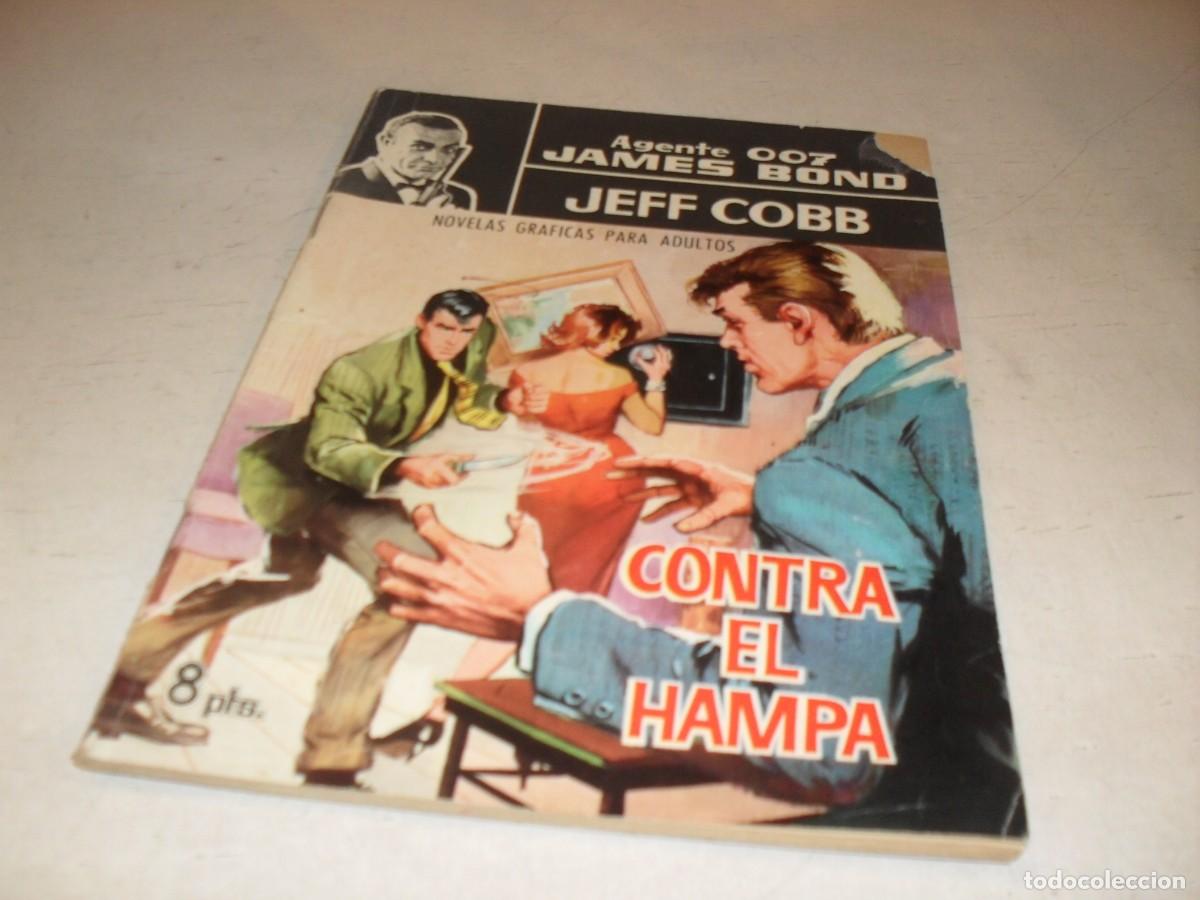 Agente 007
JAMES BOND
JEFF COBB
NOVELAS GRAFICAS PARA ADULTOS
CONTRA
EL
HAMPA
8 pts.
todocoleccion